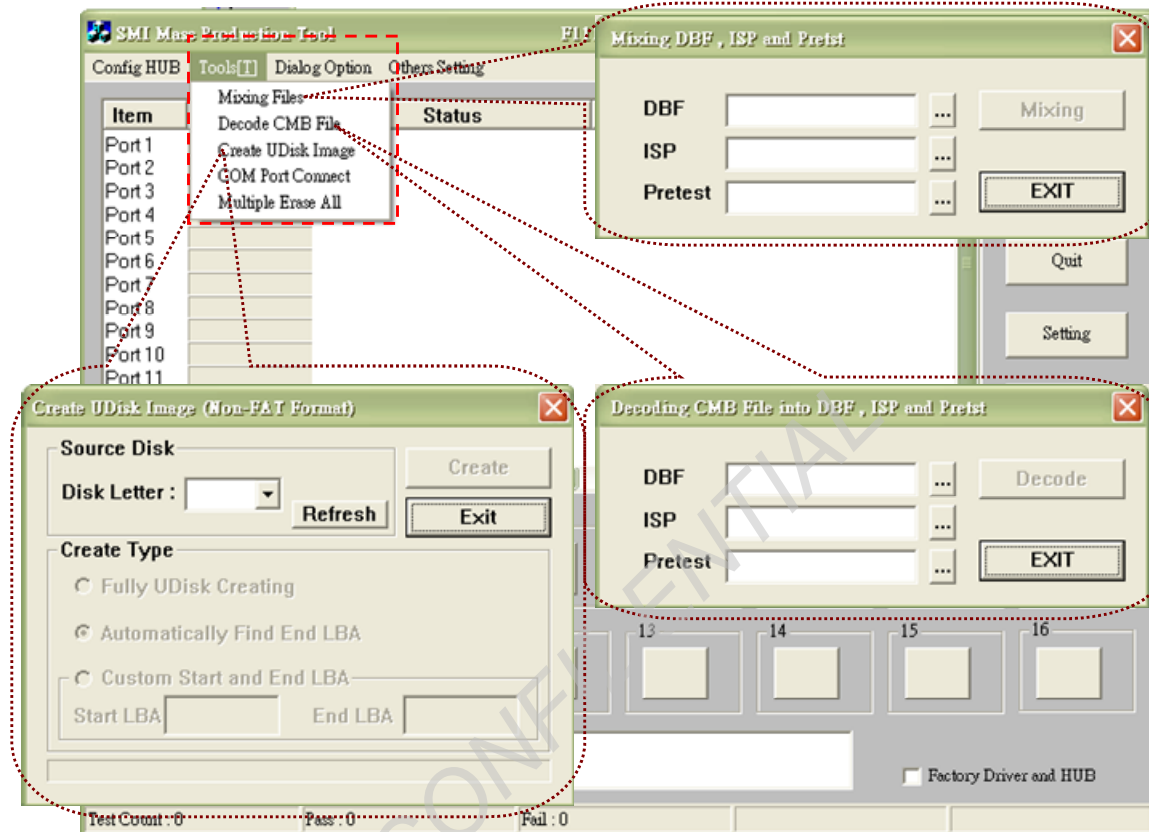 SMI Mass Production Tool
Config HUB Tools[T] Dialog Option Others Setting
Mixing Files
Decode CMB File
Create UDisk Image
COM Port Connect
Multiple Erase All
Item Status
Port 1
Port 2
Port 3
Port 4
Port 5
Port 6
Port 7
Port 8
Port 9
Port 10
Port 11
Mixing DBF , ISP and Pretst
DBF ... Mixing
ISP ...
Pretest ... EXIT
Quit
Setting
Create UDisk Image (Non-FAT Format)
Source Disk
Disk Letter :
Refresh
Create
Exit
Create Type
Fully UDisk Creating
Automatically Find End LBA
Custom Start and End LBA
Start LBA End LBA
Decoding CMB File into DBF , ISP and Pretst
DBF ... Decode
ISP ...
Pretest ... EXIT
13 14 15 16
Factory Driver and HUB
Test Count : 0 Pass : 0 Fail : 0
CONFIDENTIAL